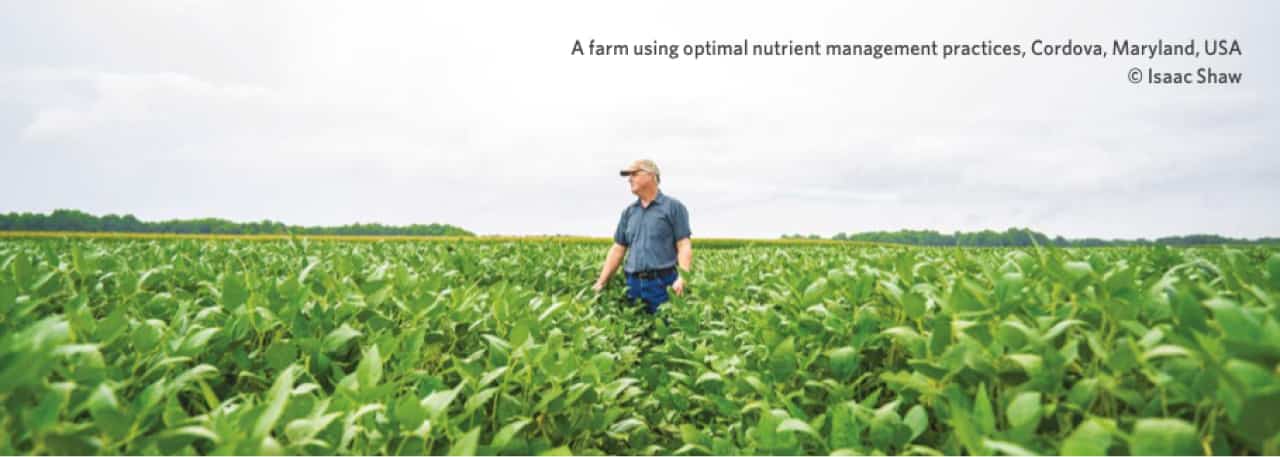 A farm using optimal nutrient management practices, Cordova, Maryland, USA
© Isaac Shaw